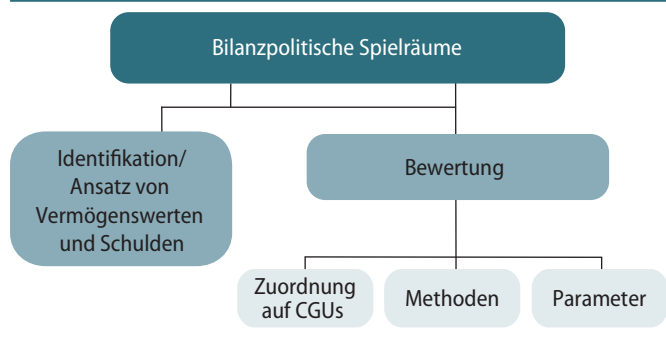 Bilanzpolitische Spielräume
Identifikation/
Ansatz von
Vermögenswerten
und Schulden
Bewertung
Zuordnung
auf CGUs
Methoden
Parameter